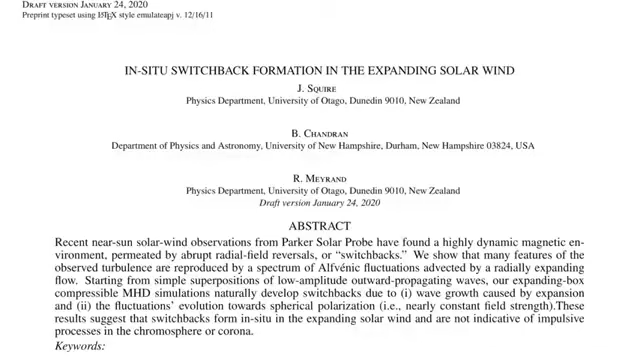 DRAFT VERSION JANUARY 24, 2020
Preprint typeset using LATEX style emulateapj v. 12/16/11
IN-SITU SWITCHBACK FORMATION IN THE EXPANDING SOLAR WIND
J. SQUIRE
Physics Department, University of Otago, Dunedin 9010, New Zealand
B. CHANDRAN
Department of Physics and Astronomy, University of New Hampshire, Durham, New Hampshire 03824, USA
R. MEYRAND
Physics Department, University of Otago, Dunedin 9010, New Zealand
Draft version January 24, 2020
ABSTRACT
Recent near-sun solar-wind observations from Parker Solar Probe have found a highly dynamic magnetic en-
vironment, permeated by abrupt radial-field reversals, or “switchbacks.” We show that many features of the
observed turbulence are reproduced by a spectrum of Alfvénic fluctuations advected by a radially expanding
flow. Starting from simple superpositions of low-amplitude outward-propagating waves, our expanding-box
compressible MHD simulations naturally develop switchbacks due to (i) wave growth caused by expansion
and (ii) the fluctuations’ evolution towards spherical polarization (i.e., nearly constant field strength).These
results suggest that switchbacks form in-situ in the expanding solar wind and are not indicative of impulsive
processes in the chromosphere or corona.
Keywords: